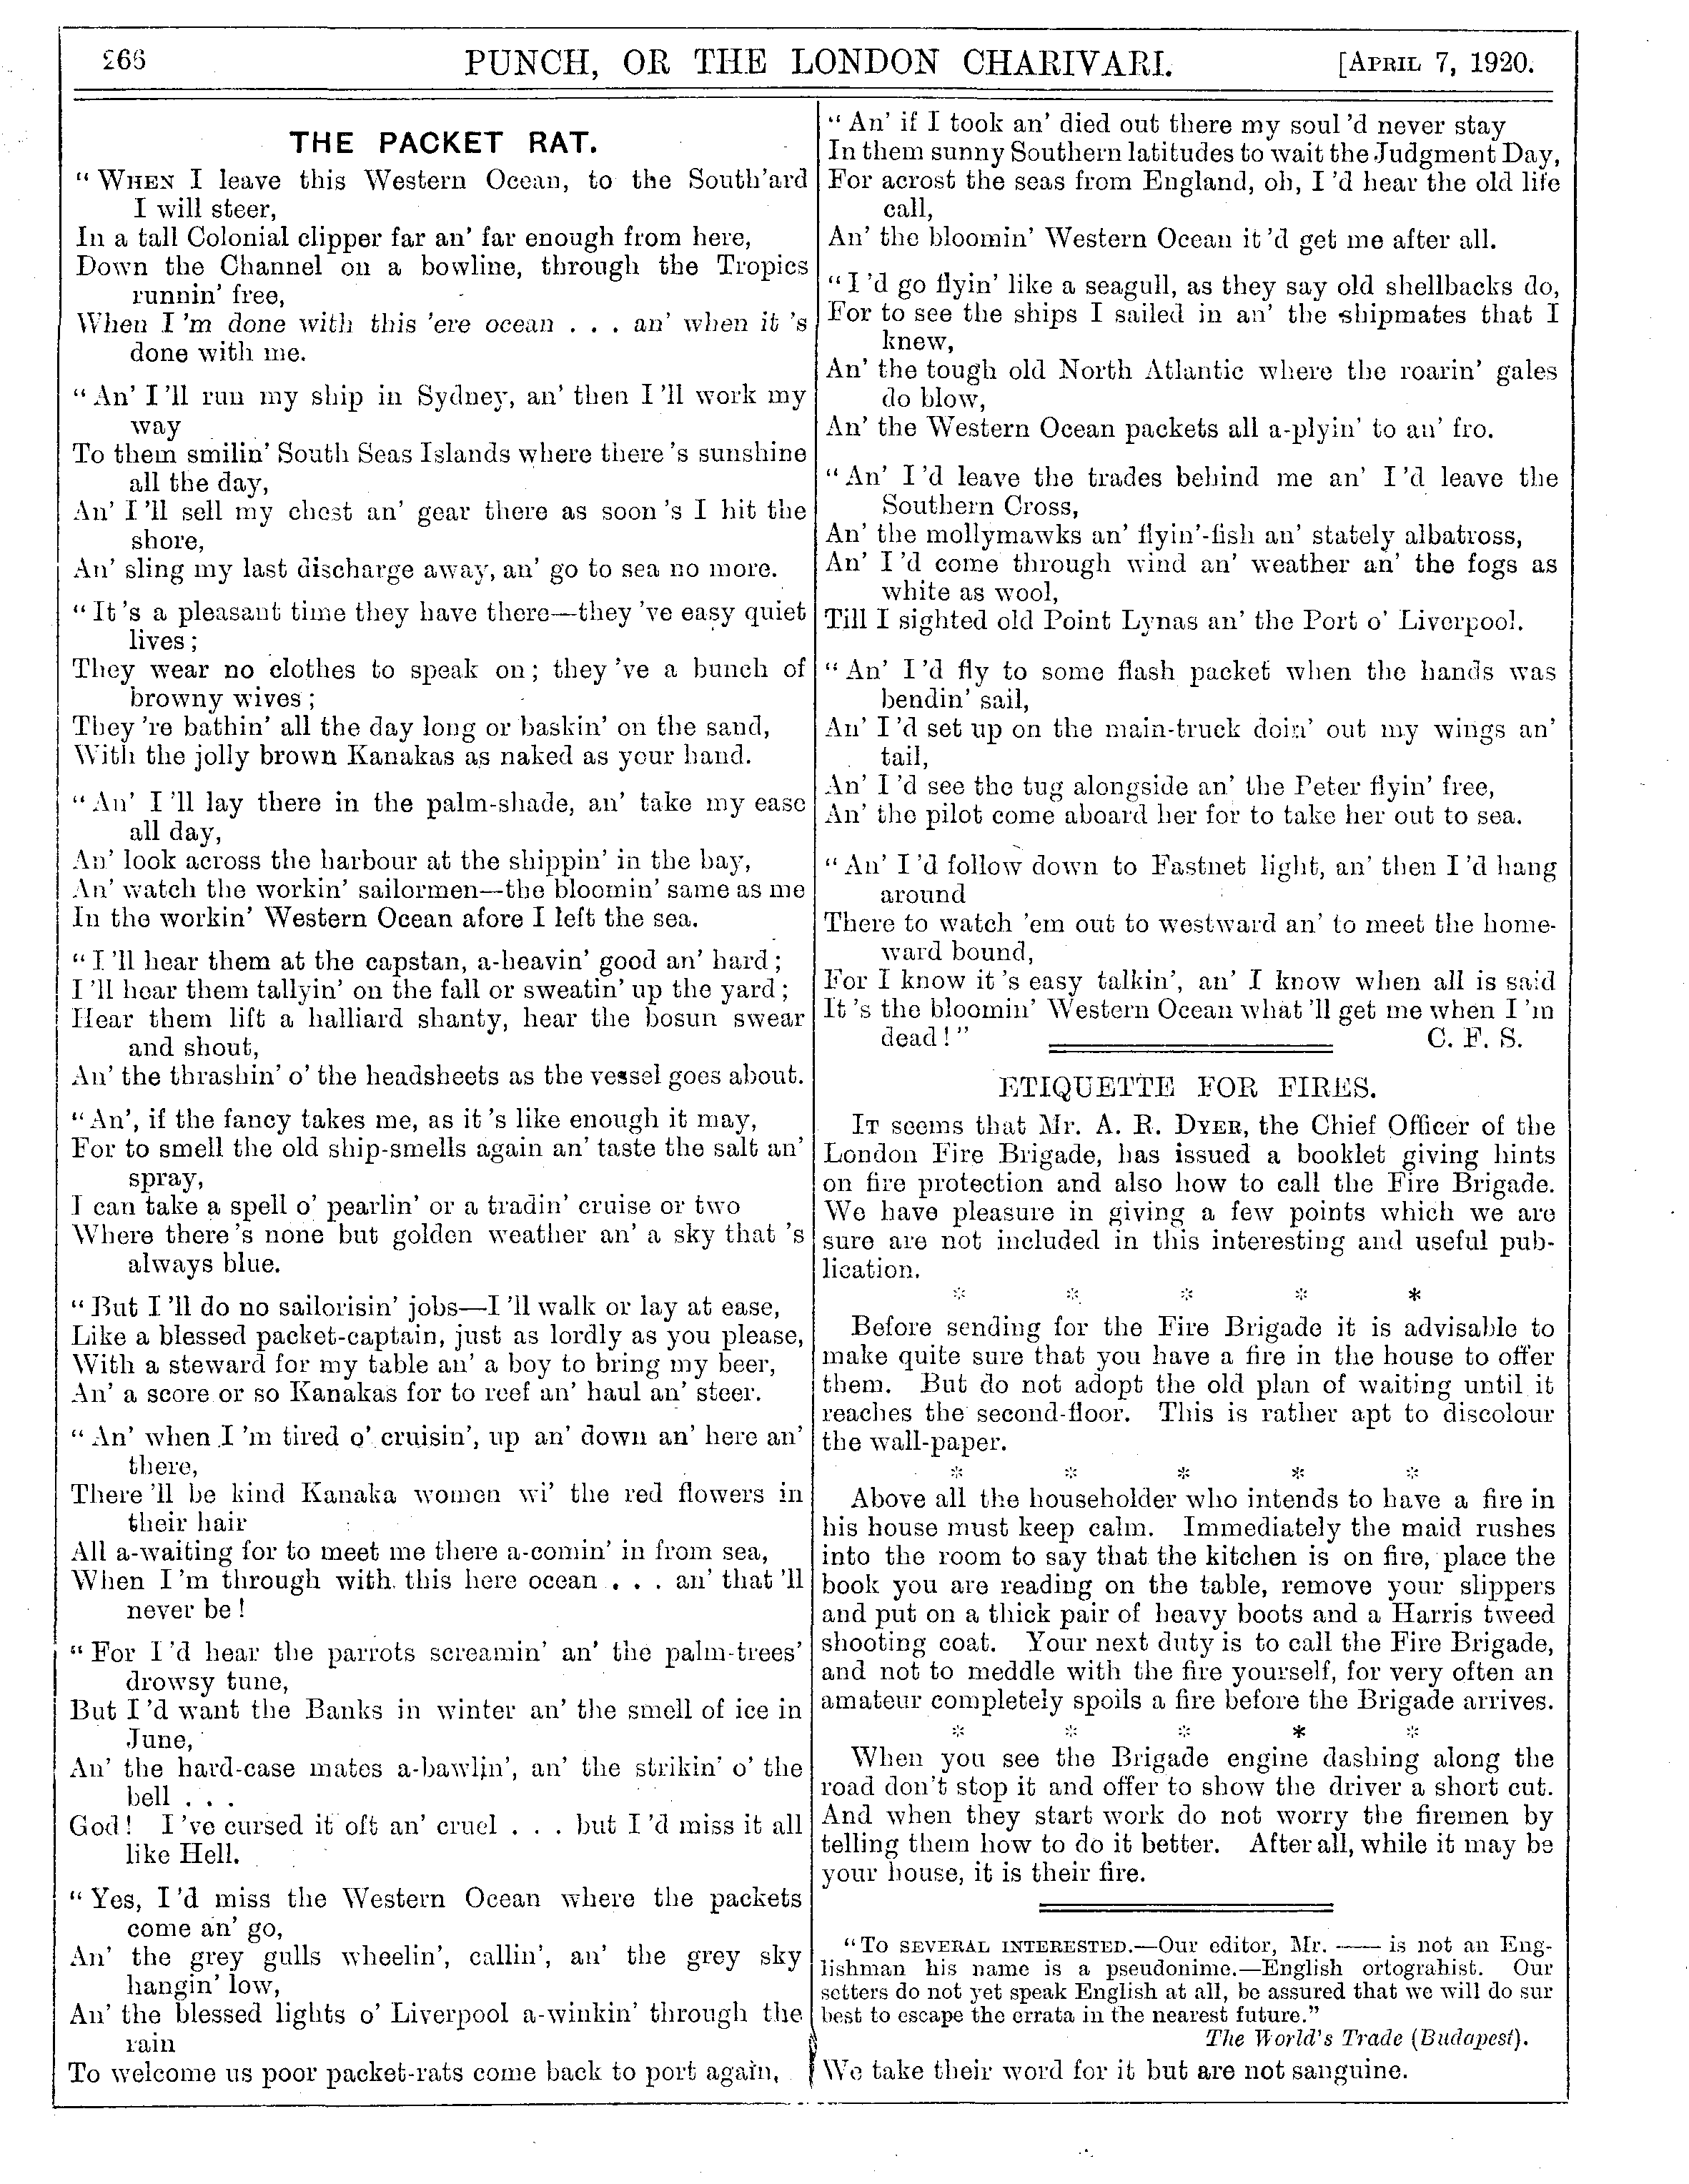 266
PUNCH, OR THE LONDON CHARIVARI.
[APRIL 7, 1920.
THE PACKET RAT.
"WHEN I leave this Western Ocean, to the South'ard
I will steer,
In a tall Colonial clipper far an' far enough from here,
Down the Channel on a bowline, through the Tropics
runnin' free,
When I'm done with this 'ere ocean . . . an' when it's
done with me.
"An' I'll run my ship in Sydney, an' then I'll work my
way
To them smilin' South Seas Islands where there's sunshine
all the day,
An' I'll sell my chest an' gear there as soon's I hit the
shore,
An' sling my last discharge away, an' go to sea no more.
"It's a pleasant time they have there—they've easy quiet
lives;
They wear no clothes to speak on; they've a bunch of
browny wives;
They're bathin' all the day long or baskin' on the sand,
With the jolly brown Kanakas as naked as your hand.
"An' I'll lay there in the palm-shade, an' take my ease
all day,
An' look across the harbour at the shippin' in the bay,
An' watch the workin' sailormen—the bloomin' same as me
In the workin' Western Ocean afore I left the sea.
"I'll hear them at the capstan, a-heavin' good an' hard;
I'll hear them tallyin' on the fall or sweatin' up the yard;
Hear them lift a halliard shanty, hear the bosun swear
and shout,
An' the thrashin' o' the headsheets as the vessel goes about.
"An', if the fancy takes me, as it's like enough it may,
For to smell the old ship-smells again an' taste the salt an'
spray,
I can take a spell o' pearlin' or a tradin' cruise or two
Where there's none but golden weather an' a sky that's
always blue.
"But I'll do no sailorisin' jobs—I'll walk or lay at ease,
Like a blessed packet-captain, just as lordly as you please,
With a steward for my table an' a boy to bring my beer,
An' a score or so Kanakas for to reef an' haul an' steer.
"An' when I'm tired o' cruisin', up an' down an' here an'
there,
There'll be kind Kanaka women wi' the red flowers in
their hair
All a-waiting for to meet me there a-comin' in from sea,
When I'm through with this here ocean . . . an' that'll
never be!
"For I'd hear the parrots screamin' an' the palm-trees'
drowsy tune,
But I'd want the Banks in winter an' the smell of ice in
June,
An' the hard-case mates a-bawlin', an' the strikin' o' the
bell . . .
God! I've cursed it oft an' cruel . . . but I'd miss it all
like Hell.
"Yes, I'd miss the Western Ocean where the packets
come an' go,
An' the grey gulls wheelin', callin', an' the grey sky
hangin' low,
An' the blessed lights o' Liverpool a-winkin' through the
rain
To welcome us poor packet-rats come back to port again,
"An' if I took an' died out there my soul'd never stay
In them sunny Southern latitudes to wait the Judgment Day,
For acrost the seas from England, oh, I'd hear the old life
call,
An' the bloomin' Western Ocean it'd get me after all.
"I'd go flyin' like a seagull, as they say old shellbacks do,
For to see the ships I sailed in an' the shipmates that I
knew,
An' the tough old North Atlantic where the roarin' gales
do blow,
An' the Western Ocean packets all a-plyin' to an' fro.
"An' I'd leave the trades behind me an' I'd leave the
Southern Cross,
An' the mollymawks an' flyin'-fish an' stately albatross,
An' I'd come through wind an' weather an' the fogs as
white as wool,
Till I sighted old Point Lynas an' the Port o' Liverpool.
"An' I'd fly to some flash packet when the hands was
bendin' sail,
An' I'd set up on the main-truck doin' out my wings an'
tail,
An' I'd see the tug alongside an' the Peter flyin' free,
An' the pilot come aboard her for to take her out to sea.
"An' I'd follow down to Fastnet light, an' then I'd hang
around
There to watch 'em out to westward an' to meet the home-
ward bound,
For I know it's easy talkin', an' I know when all is said
It's the bloomin' Western Ocean what'll get me when I'm
dead!" C. F. S.
ETIQUETTE FOR FIRES.
IT seems that Mr. A. R. DYER, the Chief Officer of the
London Fire Brigade, has issued a booklet giving hints
on fire protection and also how to call the Fire Brigade.
We have pleasure in giving a few points which we are
sure are not included in this interesting and useful pub-
lication.
* * * * *
Before sending for the Fire Brigade it is advisable to
make quite sure that you have a fire in the house to offer
them. But do not adopt the old plan of waiting until it
reaches the second-floor. This is rather apt to discolour
the wall-paper.
* * * * *
Above all the householder who intends to have a fire in
his house must keep calm. Immediately the maid rushes
into the room to say that the kitchen is on fire, place the
book you are reading on the table, remove your slippers
and put on a thick pair of heavy boots and a Harris tweed
shooting coat. Your next duty is to call the Fire Brigade,
and not to meddle with the fire yourself, for very often an
amateur completely spoils a fire before the Brigade arrives.
* * * * *
When you see the Brigade engine dashing along the
road don't stop it and offer to show the driver a short cut.
And when they start work do not worry the firemen by
telling them how to do it better. After all, while it may be
your house, it is their fire.
"TO SEVERAL INTERESTED.—Our editor, Mr. —— is not an Eng-
lishman his name is a pseudonime.—English ortograhist. Our
setters do not yet speak English at all, be assured that we will do sur
best to escape the errata in the nearest future."
The World's Trade (Budapest).
We take their word for it but are not sanguine.